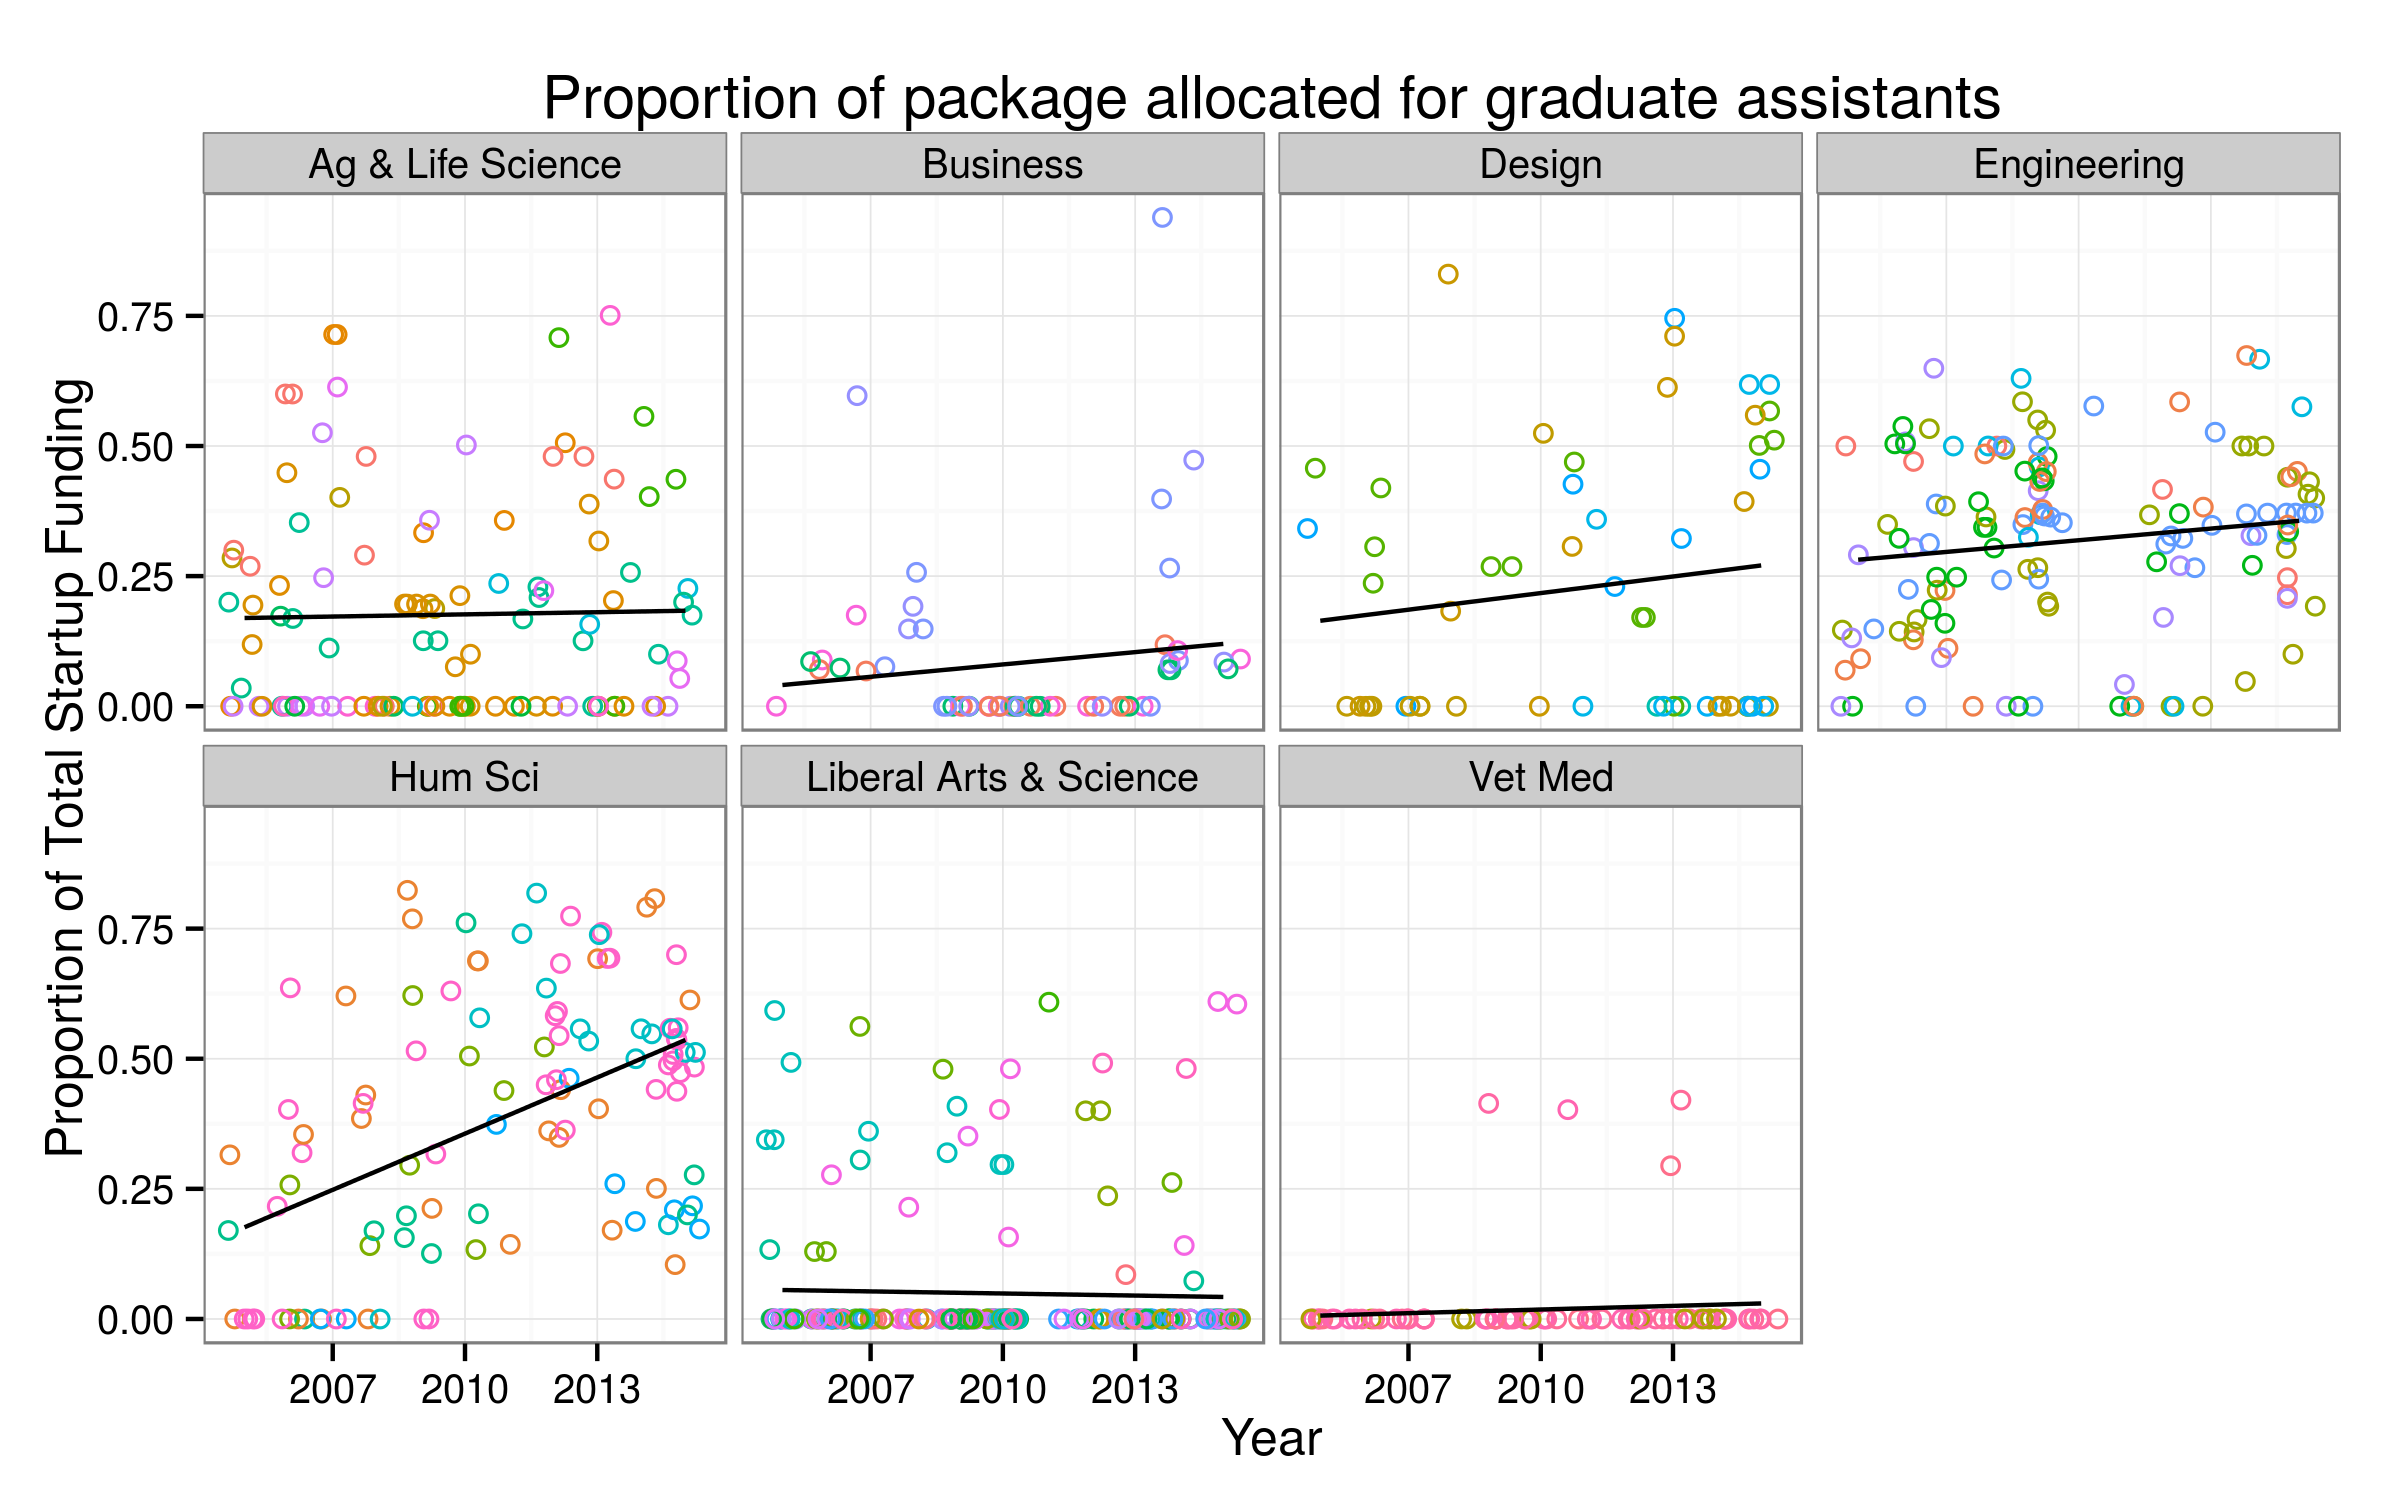 Proportion of package allocated for graduate assistants
Ag & Life Science
Business
Design
Engineering
0.75
0.50
0.25
0.00
Proportion of Total Startup Funding
Hum Sci
Liberal Arts & Science
Vet Med
0.75
0.50
0.25
0.00
2007 2010 2013
2007 2010 2013
2007 2010 2013
Year